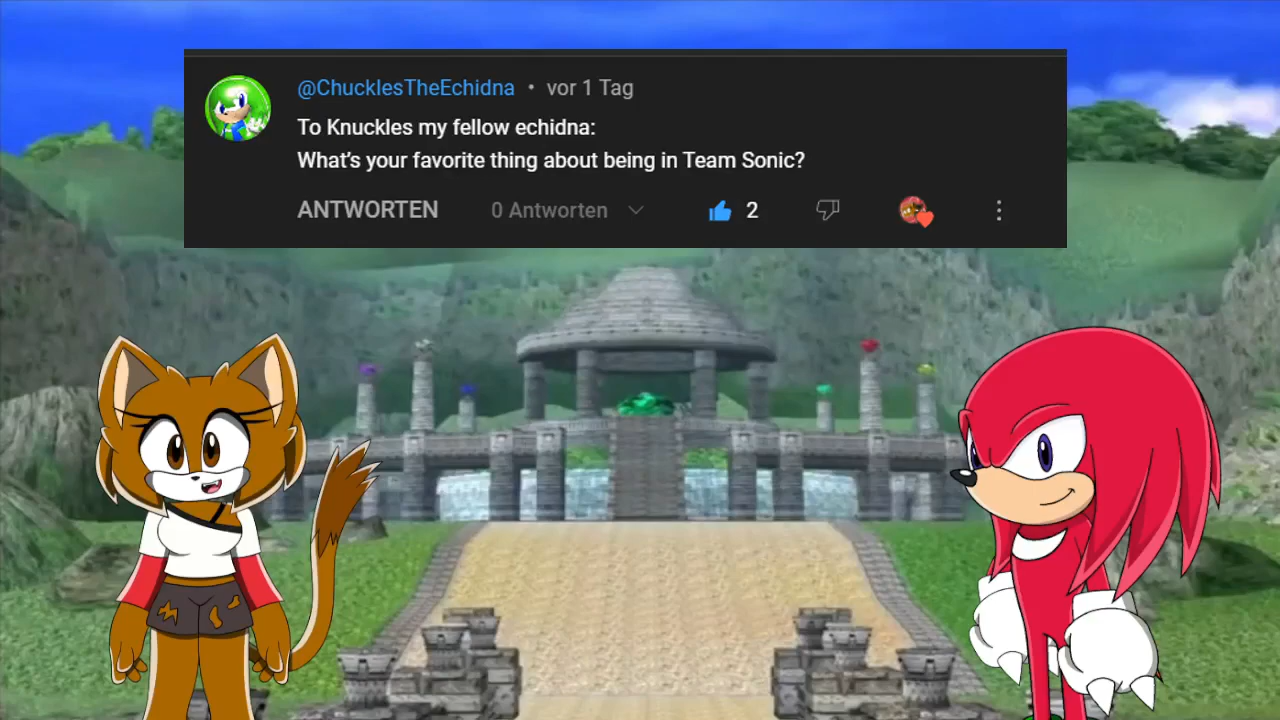 @ChucklesTheEchidna • vor 1 Tag
To Knuckles my fellow echidna:
What's your favorite thing about being in Team Sonic?
ANTWORTEN 0 Antworten 2